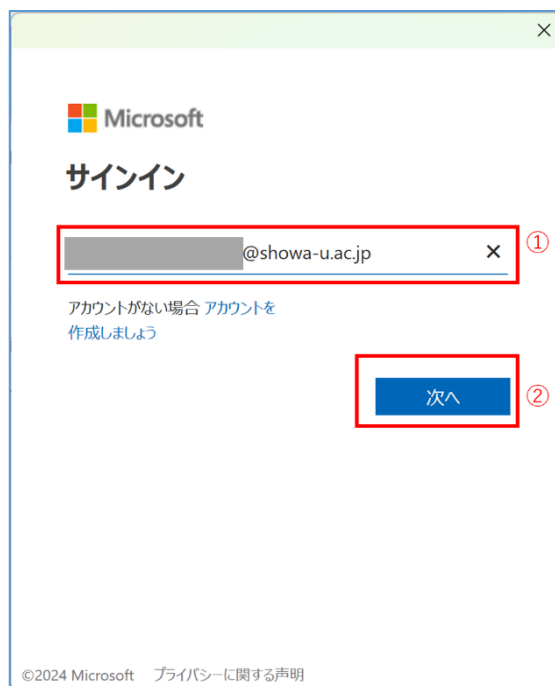 Microsoft
サインイン
@showa-u.ac.jp
①
アカウントがない場合 アカウントを
作成しましょう
次へ
②
©2024 Microsoft プライバシーに関する声明